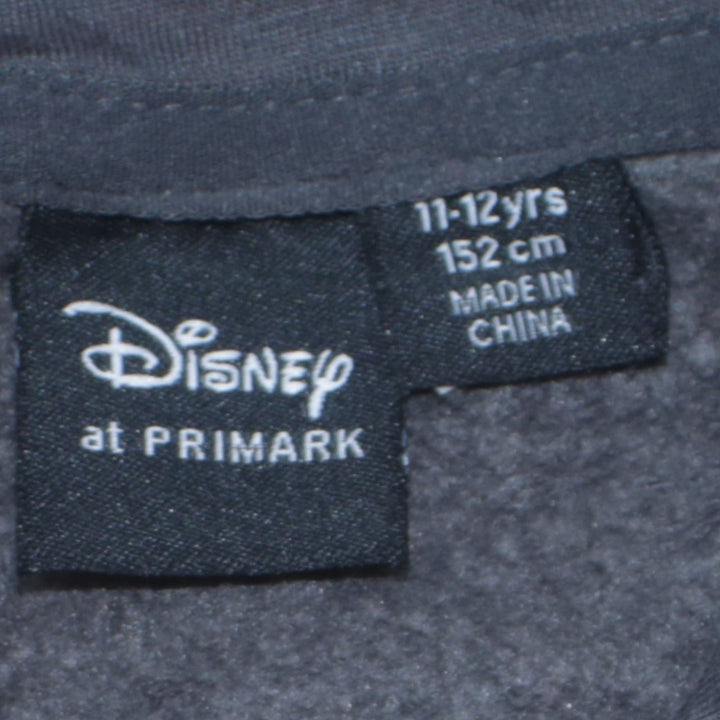 Disney
at PRIMARK
11-12yrs
152 cm
MADE IN
CHINA